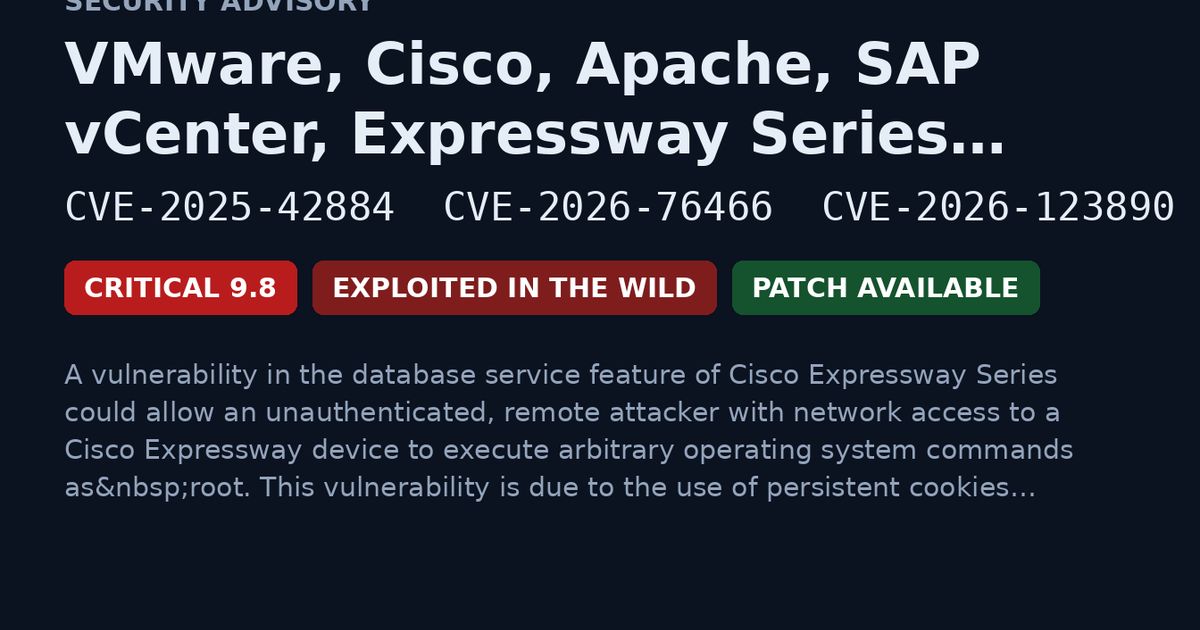 SECURITY ADVISORY
VMware, Cisco, Apache, SAP
vCenter, Expressway Series…
CVE-2025-42884 CVE-2026-76466 CVE-2026-123890
CRITICAL 9.8 EXPLOITED IN THE WILD PATCH AVAILABLE
A vulnerability in the database service feature of Cisco Expressway Series
could allow an unauthenticated, remote attacker with network access to a
Cisco Expressway device to execute arbitrary operating system commands
as&nbsp;root. This vulnerability is due to the use of persistent cookies…